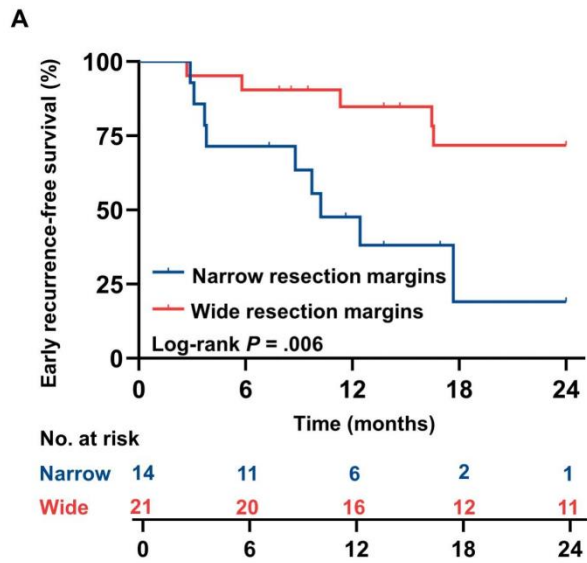 A
Early recurrence-free survival (%)
100
75
50
25
0
Narrow resection margins
Wide resection margins
Log-rank P = .006
0 6 12 18 24
Time (months)
No. at risk
Narrow 14 11 6 2 1
Wide 21 20 16 12 11
0 6 12 18 24